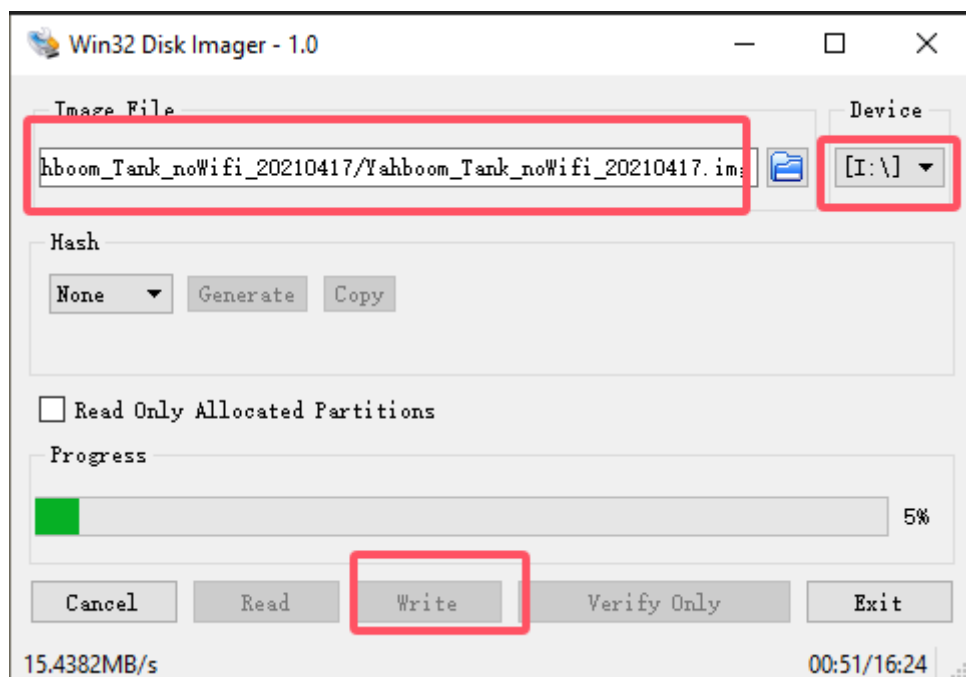 Win32 Disk Imager - 1.0
Image File
Device
hboom_Tank_noWifi_20210417/Yahboom_Tank_noWifi_20210417.img
[I:\]
Hash
None
Generate
Copy
Read Only Allocated Partitions
Progress
5%
Cancel
Read
Write
Verify Only
Exit
15.4382MB/s
00:51/16:24